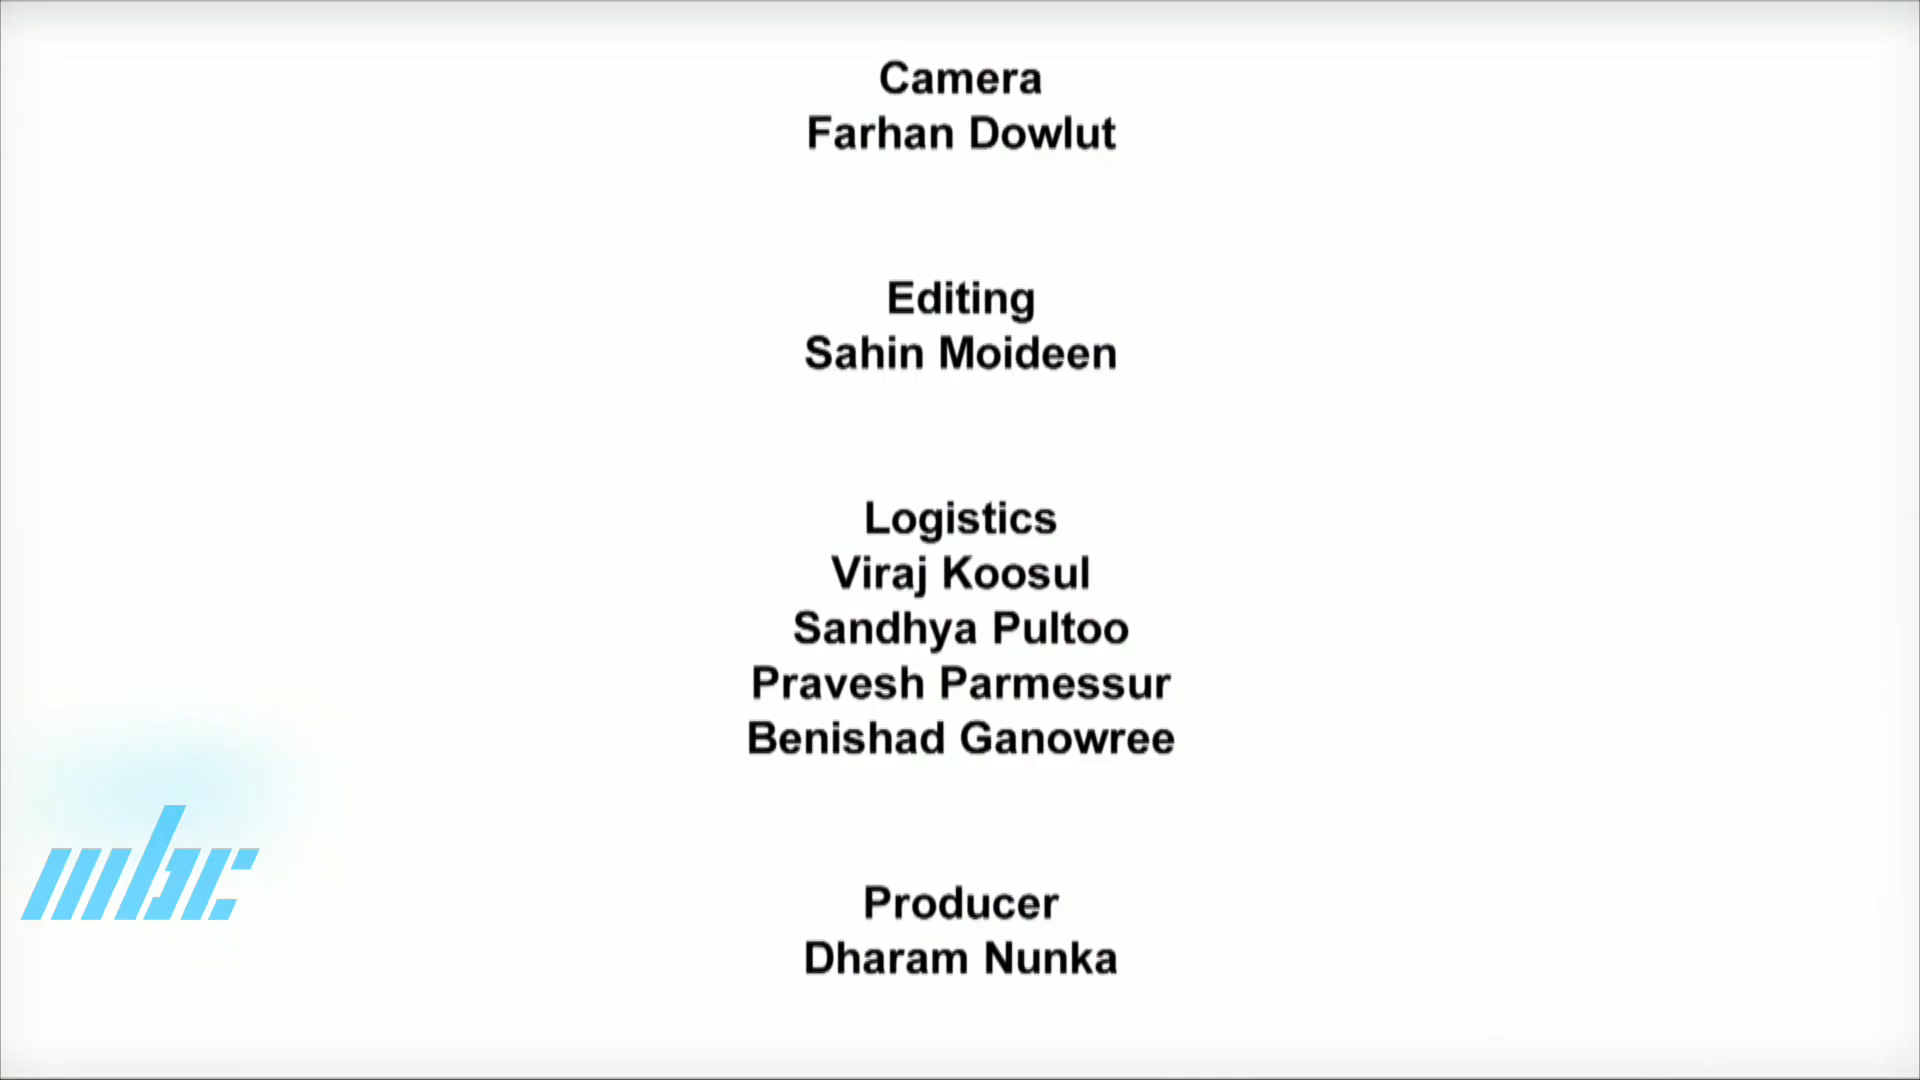 Camera
Farhan Dowlut
Editing
Sahin Moideen
Logistics
Viraj Koosul
Sandhya Pultoo
Pravesh Parmessur
Benishad Ganowree
mbc
Producer
Dharam Nunka